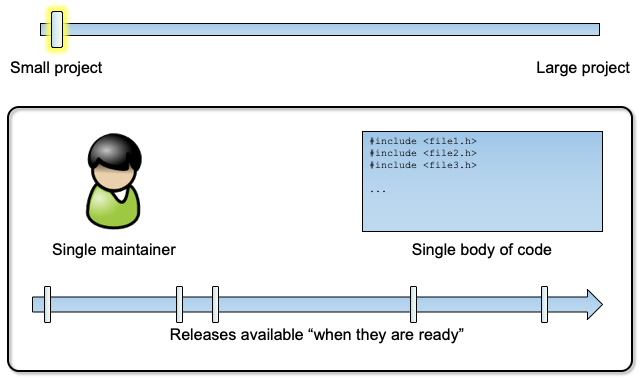 Small project
Large project
#include <file1.h>
#include <file2.h>
#include <file3.h>
...
Single maintainer
Single body of code
Releases available “when they are ready”